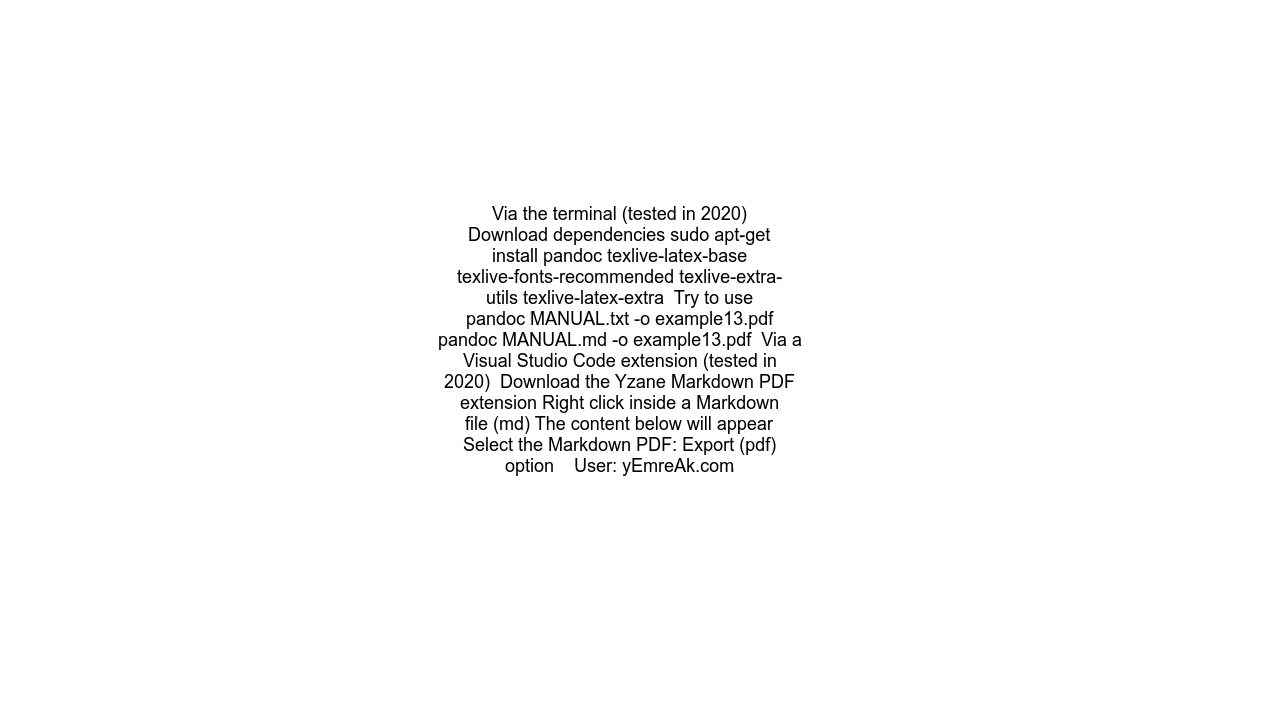 Via the terminal (tested in 2020)
Download dependencies sudo apt-get
install pandoc texlive-latex-base
texlive-fonts-recommended texlive-extra-
utils texlive-latex-extra  Try to use
pandoc MANUAL.txt -o example13.pdf
pandoc MANUAL.md -o example13.pdf  Via a
Visual Studio Code extension (tested in
2020)  Download the Yzane Markdown PDF
extension Right click inside a Markdown
file (md) The content below will appear
Select the Markdown PDF: Export (pdf)
option    User: yEmreAk.com